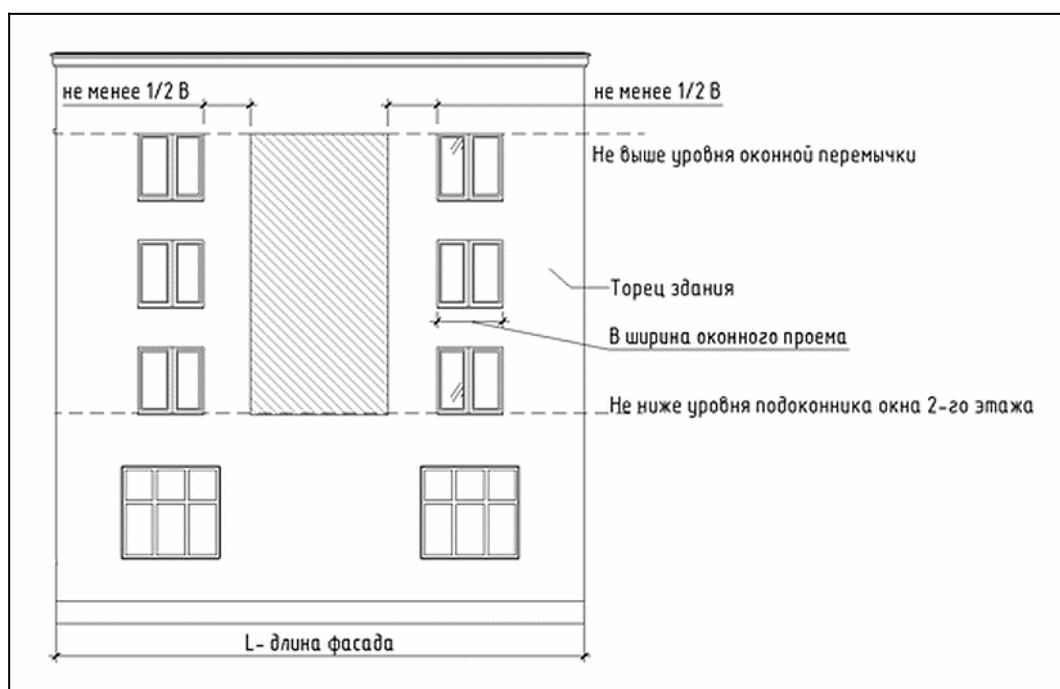 не менее 1/2 В
не менее 1/2 В
Не выше уровня оконной перемычки
Торец здания
В ширина оконного проема
Не ниже уровня подоконника окна 2-го этажа
L- длина фасада